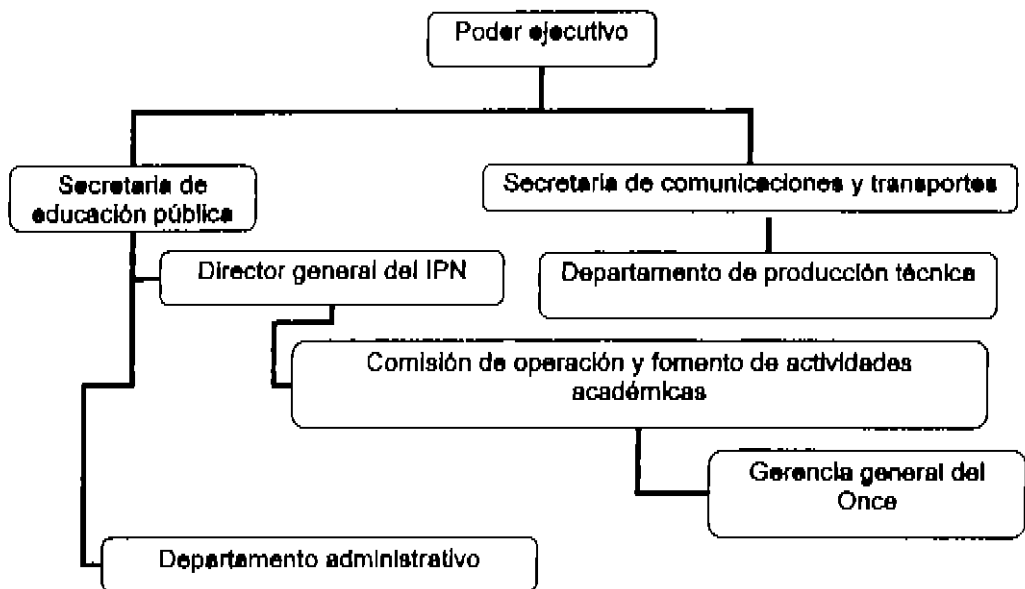 Poder ejecutivo
Secretaria de
educación pública
Secretaría de comunicaciones y transportes
Director general del IPN
Departamento de producción técnica
Comisión de operación y fomento de actividades
académicas
Gerencia general del
Once
Departamento administrativo